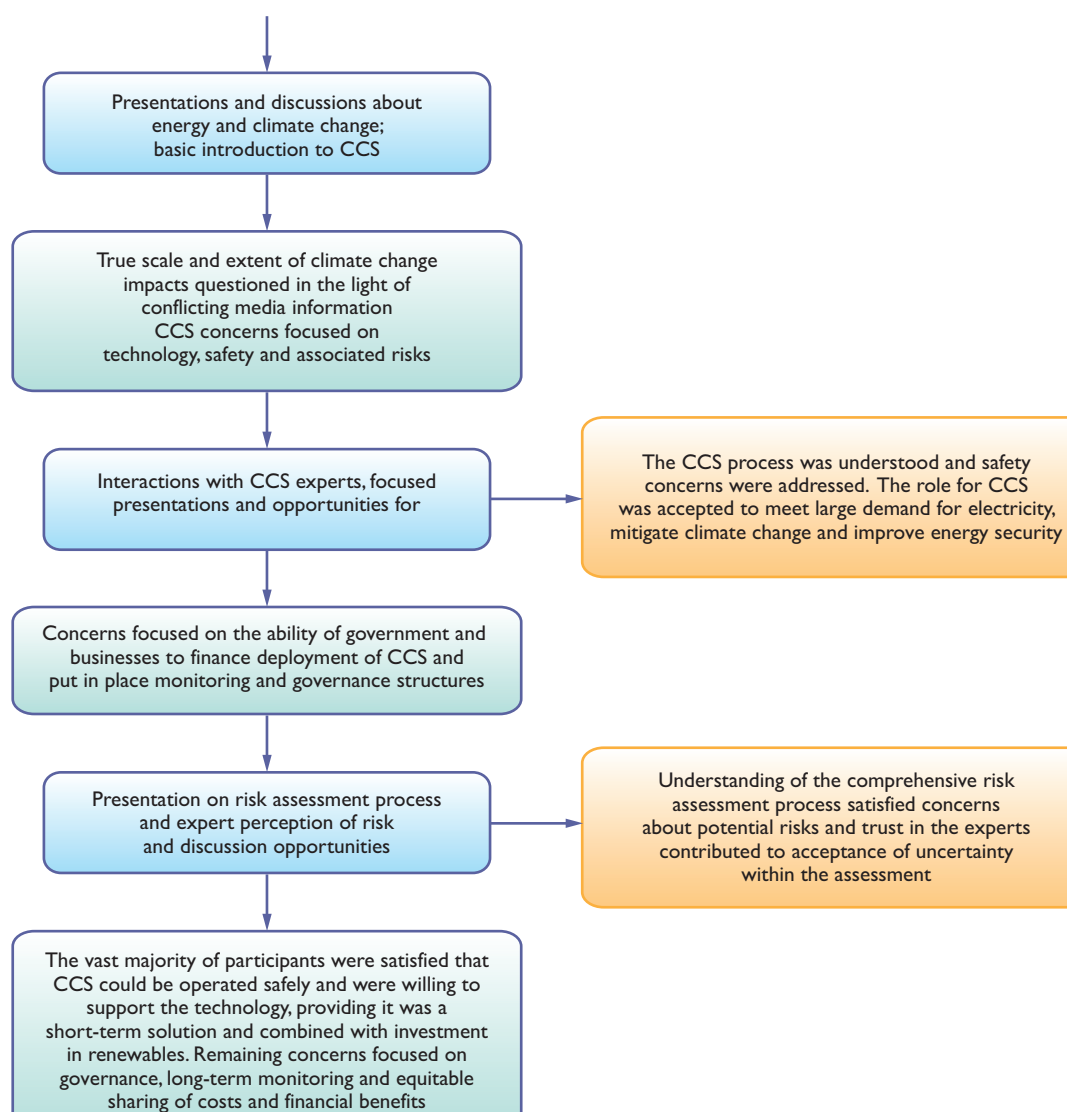 Presentations and discussions about
energy and climate change;
basic introduction to CCS
True scale and extent of climate change
impacts questioned in the light of
conflicting media information
CCS concerns focused on
technology, safety and associated risks
Interactions with CCS experts, focused
presentations and opportunities for
The CCS process was understood and safety
concerns were addressed. The role for CCS
was accepted to meet large demand for electricity,
mitigate climate change and improve energy security
Concerns focused on the ability of government and
businesses to finance deployment of CCS and
put in place monitoring and governance structures
Presentation on risk assessment process
and expert perception of risk
and discussion opportunities
Understanding of the comprehensive risk
assessment process satisfied concerns
about potential risks and trust in the experts
contributed to acceptance of uncertainty
within the assessment
The vast majority of participants were satisfied that
CCS could be operated safely and were willing to
support the technology, providing it was a
short-term solution and combined with investment
in renewables. Remaining concerns focused on
governance, long-term monitoring and equitable
sharing of costs and financial benefits